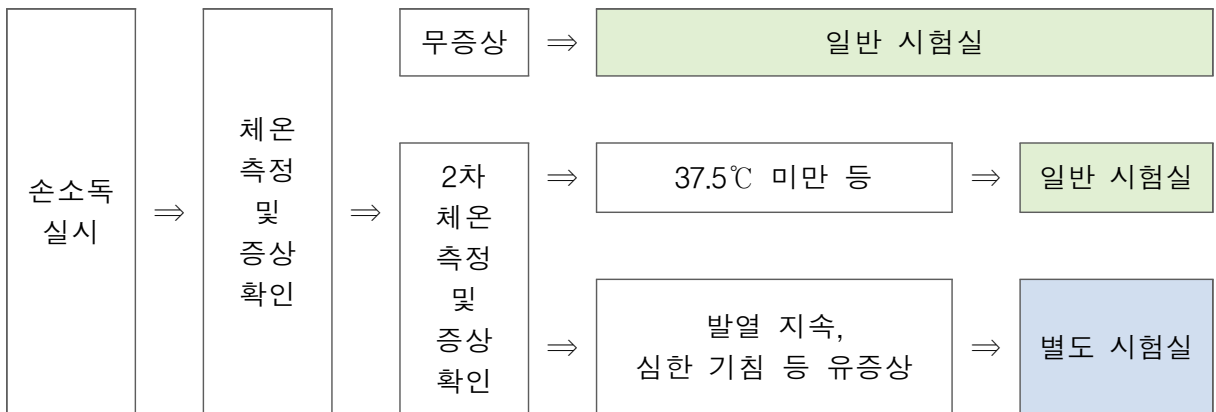 손소독
실시
⇒
체온
측정
및
증상
확인
⇒
무증상
⇒
일반 시험실
2차
체온
측정
및
증상
확인
⇒
37.5℃ 미만 등
⇒
일반 시험실
⇒
발열 지속,
심한 기침 등 유증상
⇒
별도 시험실